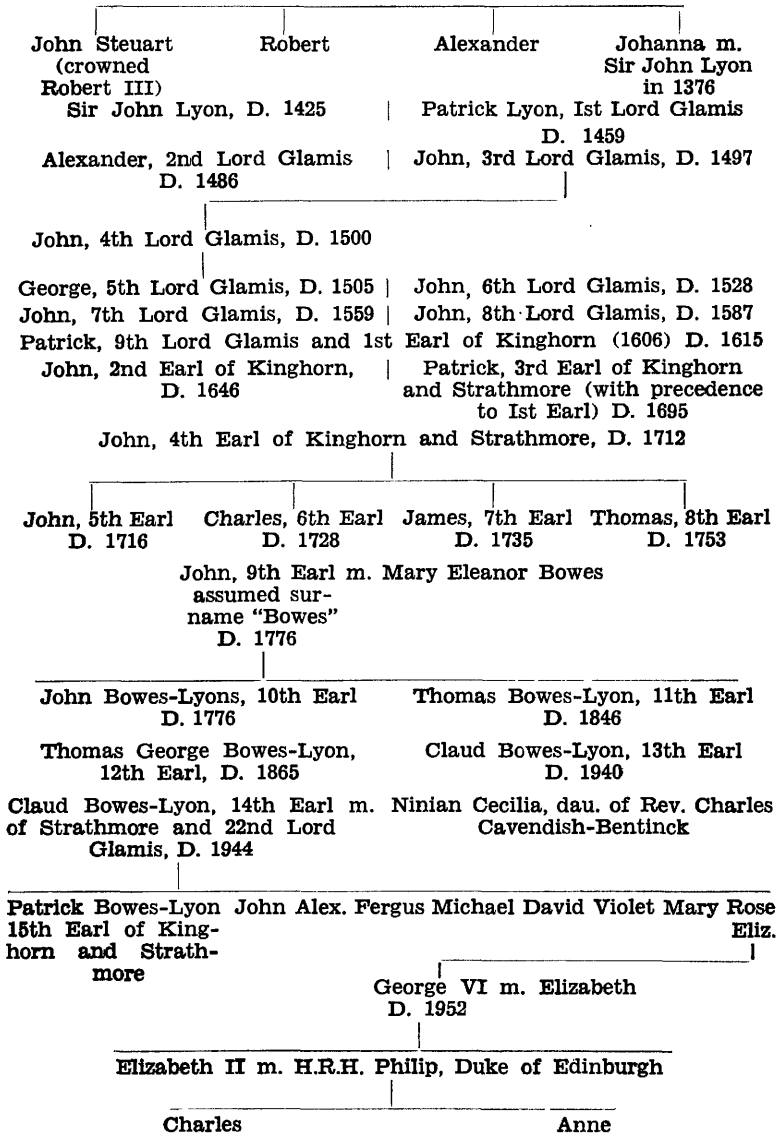 John Steuart Robert Alexander Johanna m.
(crowned Sir John Lyon
Robert III) in 1376
Sir John Lyon, D. 1425 | Patrick Lyon, Ist Lord Glamis
D. 1459
Alexander, 2nd Lord Glamis | John, 3rd Lord Glamis, D. 1497
D. 1486
John, 4th Lord Glamis, D. 1500
George, 5th Lord Glamis, D. 1505 | John, 6th Lord Glamis, D. 1528
John, 7th Lord Glamis, D. 1559 | John, 8th Lord Glamis, D. 1587
Patrick, 9th Lord Glamis and 1st Earl of Kinghorn (1606) D. 1615
John, 2nd Earl of Kinghorn, | Patrick, 3rd Earl of Kinghorn
D. 1646 and Strathmore (with precedence
to Ist Earl) D. 1695
John, 4th Earl of Kinghorn and Strathmore, D. 1712
John, 5th Earl Charles, 6th Earl James, 7th Earl Thomas, 8th Earl
D. 1716 D. 1728 D. 1735 D. 1753
John, 9th Earl m. Mary Eleanor Bowes
assumed sur-
name "Bowes"
D. 1776
John Bowes-Lyons, 10th Earl Thomas Bowes-Lyon, 11th Earl
D. 1776 D. 1846
Thomas George Bowes-Lyon, Claud Bowes-Lyon, 13th Earl
12th Earl, D. 1865 D. 1940
Claud Bowes-Lyon, 14th Earl m. Ninian Cecilia, dau. of Rev. Charles
of Strathmore and 22nd Lord Cavendish-Bentinck
Glamis, D. 1944
Patrick Bowes-Lyon John Alex. Fergus Michael David Violet Mary Rose
15th Earl of King- Eliz.
horn and Strath-
more
George VI m. Elizabeth
D. 1952
Elizabeth II m. H.R.H. Philip, Duke of Edinburgh
Charles Anne